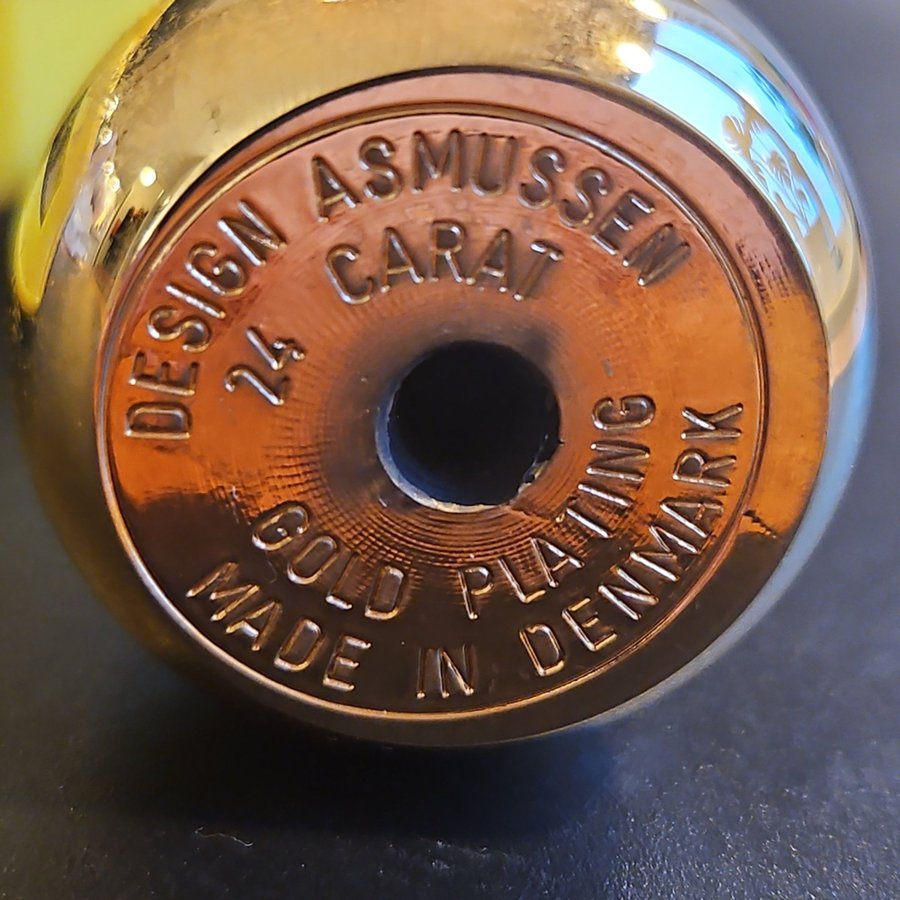 DESIGN ASMUSSEN
24 CARAT
GOLD PLATING
MADE IN DENMARK